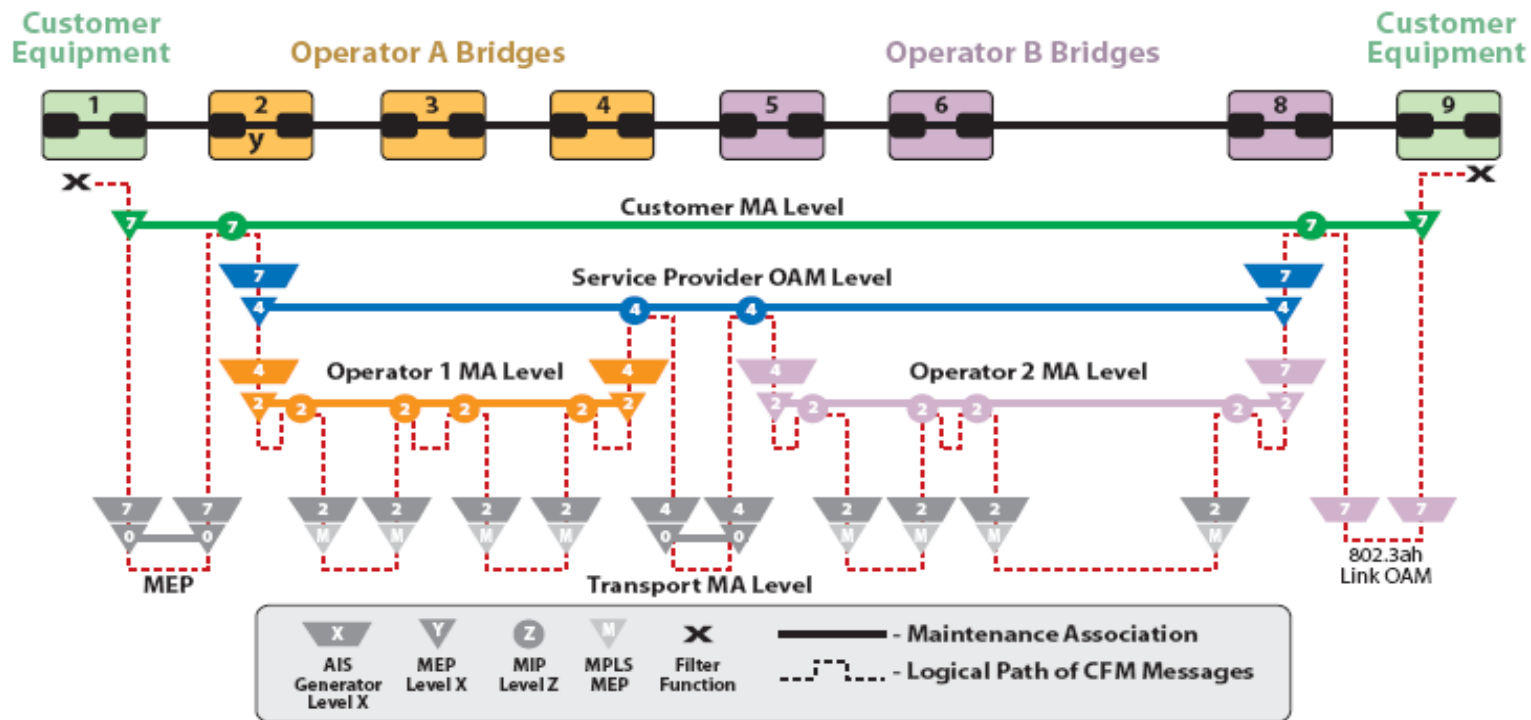 Customer Equipment
Operator A Bridges
Operator B Bridges
Customer Equipment
1 2 3 4 5 6 8 9
y
Customer MA Level
7 7 7 7
7 Service Provider OAM Level 7
4 4 4 4
4 Operator 1 MA Level 4 4 Operator 2 MA Level 7
2 2 2 2 2 2 2 2 2 2 2 2
7 7 2 2 2 2 4 4 2 2 2 2 7 7
0 0 M M M M 0 0 M M M M
802.3ah
Link OAM
MEP
Transport MA Level
X Y Z M
- Maintenance Association
- Logical Path of CFM Messages
AIS
Generator
Level X
MEP
Level X
MIP
Level Z
MPLS
MEP
Filter
Function